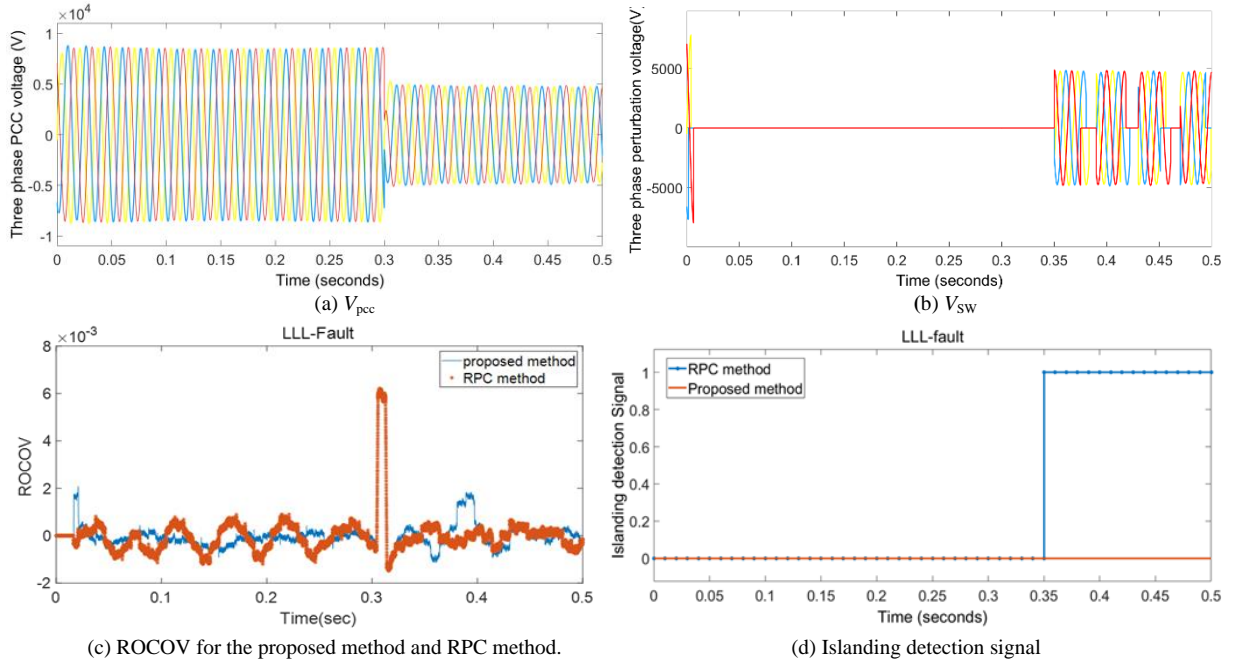 ×10⁴
Three phase PCC voltage (V)
1
0.5
0
-0.5
-1
0 0.05 0.1 0.15 0.2 0.25 0.3 0.35 0.4 0.45 0.5
Time (seconds)
(a) Vpcc
Three phase perturbation voltage(V)
5000
0
-5000
0 0.05 0.1 0.15 0.2 0.25 0.3 0.35 0.4 0.45 0.5
Time (seconds)
(b) VSW
×10⁻³
LLL-Fault
ROCOV
8
6
4
2
0
-2
proposed method
RPC method
0 0.1 0.2 0.3 0.4 0.5
Time(sec)
(c) ROCOV for the proposed method and RPC method.
LLL-fault
Islanding detection Signal
1
0.8
0.6
0.4
0.2
0
RPC method
Proposed method
0 0.05 0.1 0.15 0.2 0.25 0.3 0.35 0.4 0.45 0.5
Time (seconds)
(d) Islanding detection signal